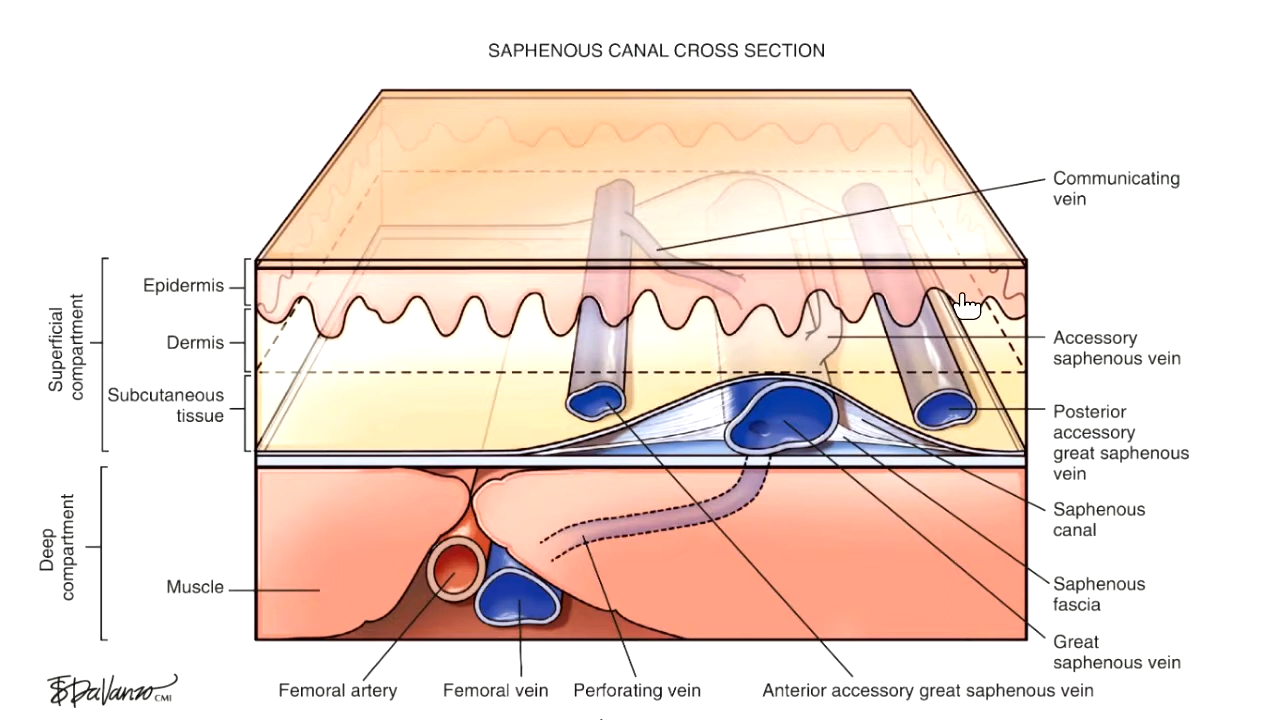 SAPHENOUS CANAL CROSS SECTION
Communicating
vein
Epidermis
Dermis
Subcutaneous
tissue
Superficial
compartment
Accessory
saphenous vein
Posterior
accessory
great saphenous
vein
Saphenous
canal
Saphenous
fascia
Great
saphenous vein
Deep
compartment
Muscle
Femoral artery
Femoral vein
Perforating vein
Anterior accessory great saphenous vein
DaVanzo CMI